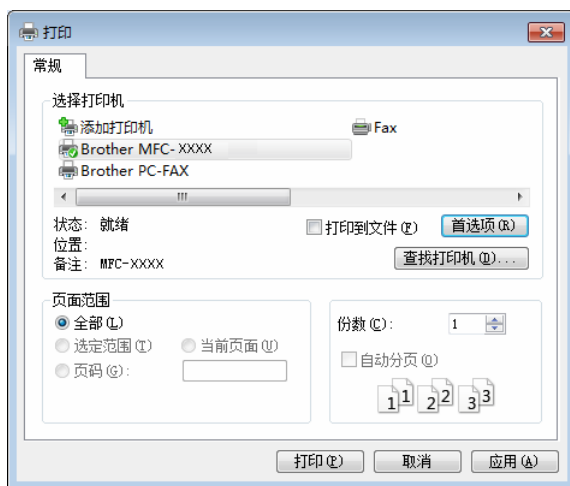 打印
常规
选择打印机
添加打印机 Fax
Brother MFC-XXXX
Brother PC-FAX
状态: 就绪 打印到文件(F) 首选项(R)
位置:
备注: MFC-XXXX 查找打印机(D)...
页面范围
全部(L)
选定范围(T) 当前页面(U)
页码(G):
份数(C): 1
自动分页(O)
1 1 2 2 3 3
打印(P) 取消 应用(A)